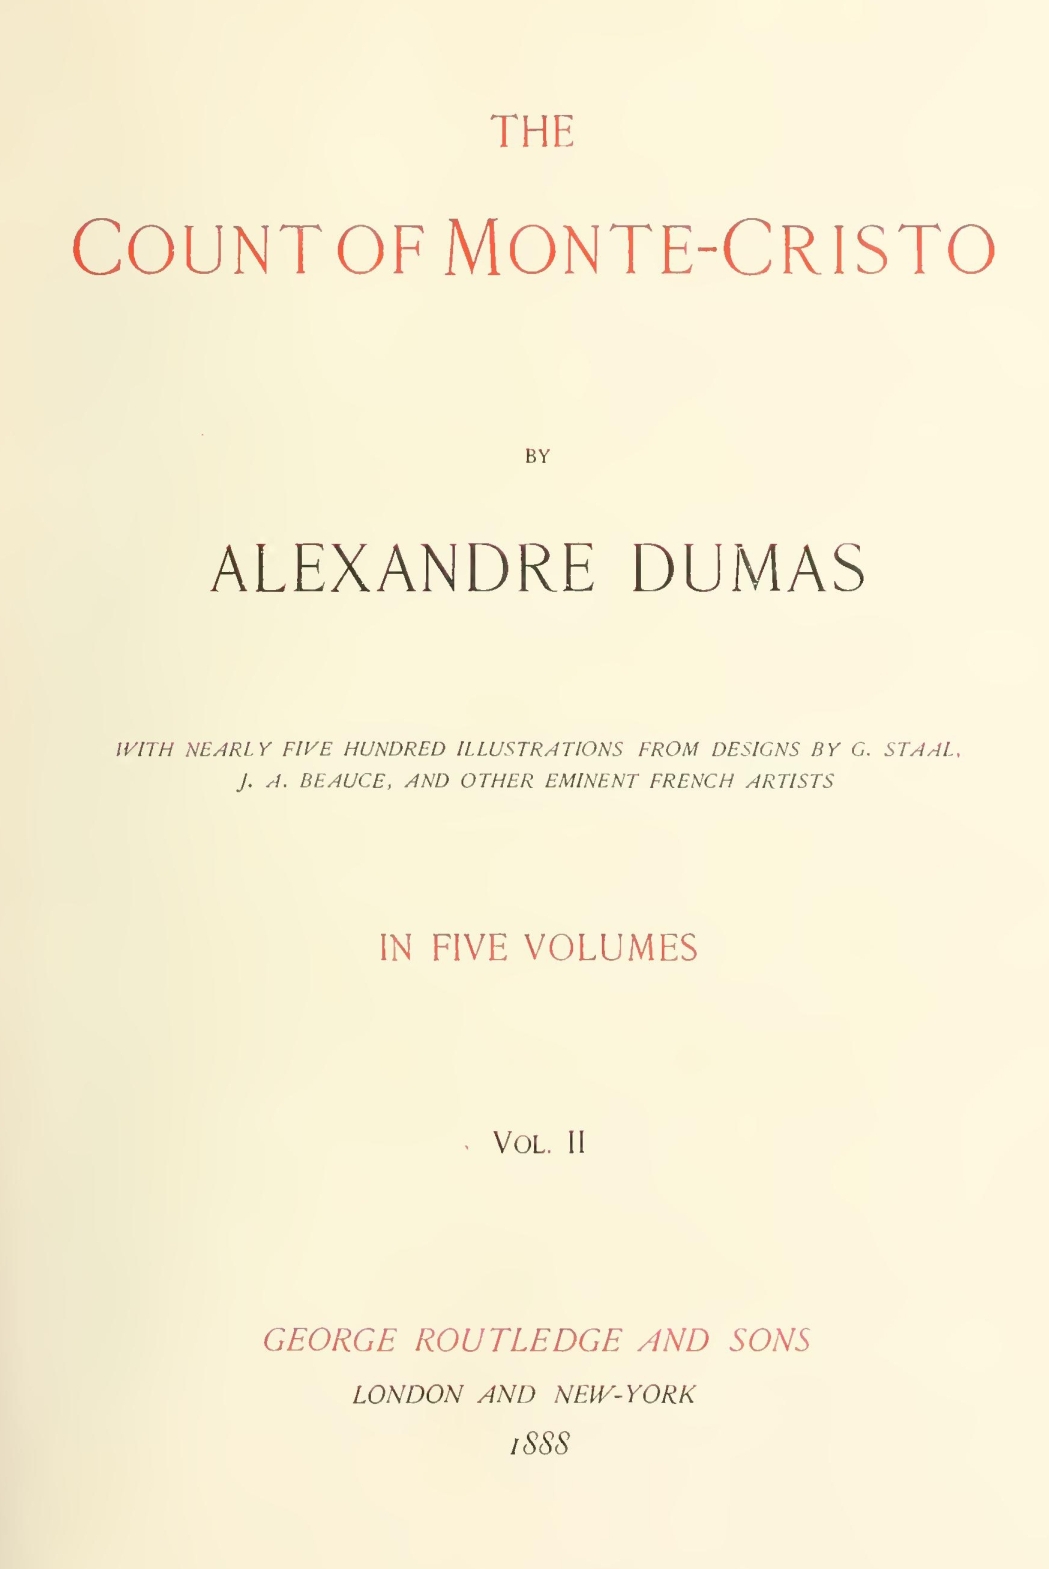 THE
COUNT OF MONTE-CRISTO
BY
ALEXANDRE DUMAS
WITH NEARLY FIVE HUNDRED ILLUSTRATIONS FROM DESIGNS BY G. STAAL,
J. A. BEAUCE, AND OTHER EMINENT FRENCH ARTISTS
IN FIVE VOLUMES
VOL. II
GEORGE ROUTLEDGE AND SONS
LONDON AND NEW-YORK
1888